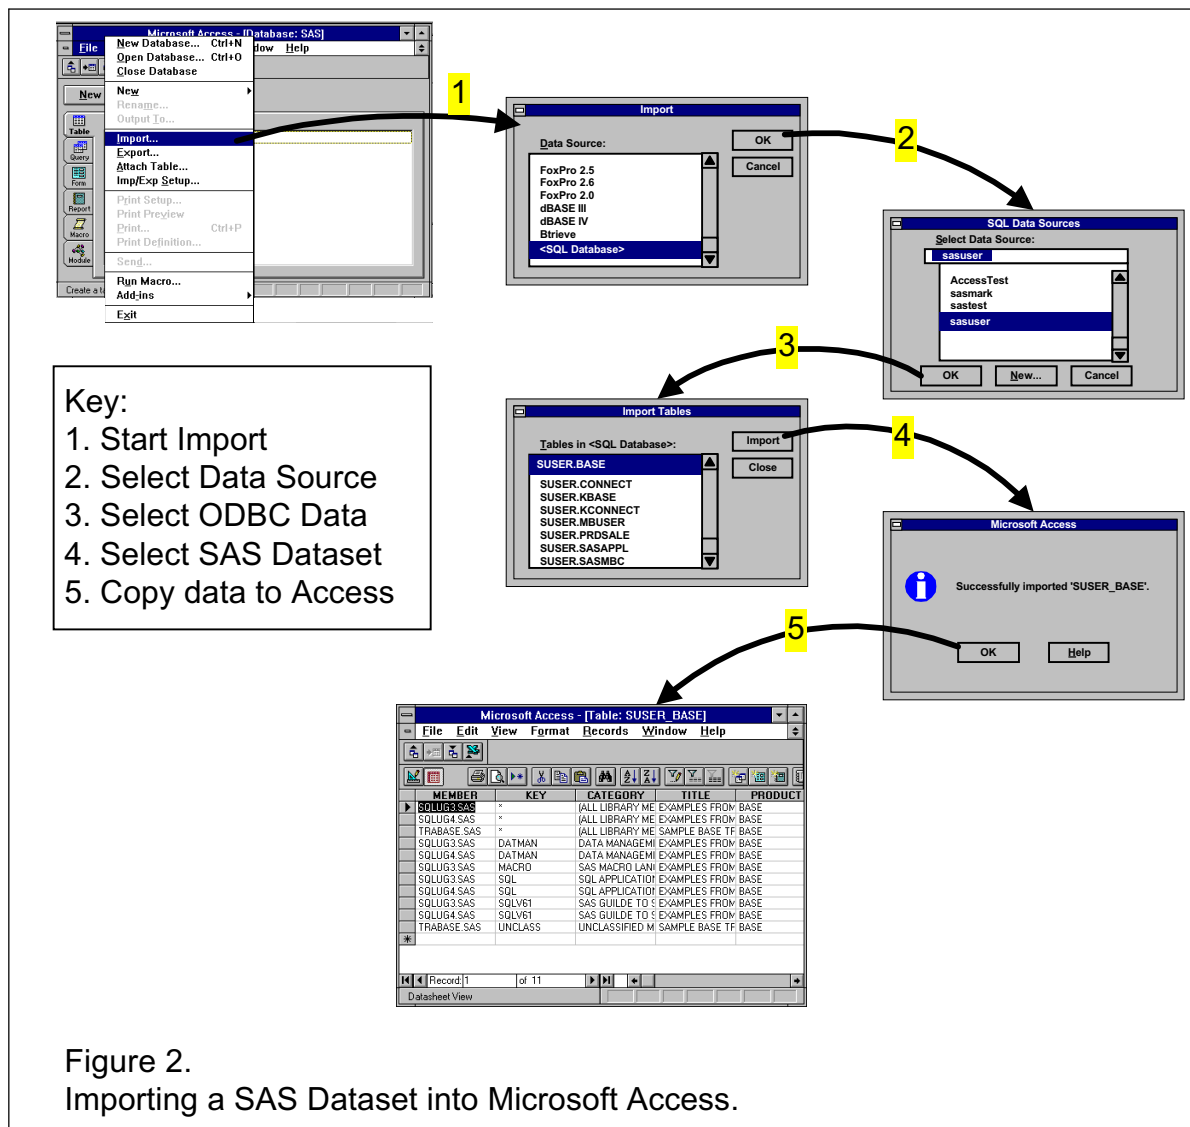 Microsoft Access - [Database: SAS]
File
dow Help
New Database... Ctrl+N
Open Database... Ctrl+O
Close Database
New
Rename...
Output To...
Import...
Export...
Attach Table...
Imp/Exp Setup...
Print Setup...
Print Preview
Print... Ctrl+P
Print Definition...
Send...
Run Macro...
Add-ins
Exit
New
Table
Query
Form
Report
Macro
Module
Create a ta
1
Import
Data Source:
FoxPro 2.5
FoxPro 2.6
FoxPro 2.0
dBASE III
dBASE IV
Btrieve
<SQL Database>
OK
Cancel
2
SQL Data Sources
Select Data Source:
sasuser
AccessTest
sasmark
sastest
sasuser
OK New... Cancel
3
Key:
1. Start Import
2. Select Data Source
3. Select ODBC Data
4. Select SAS Dataset
5. Copy data to Access
Import Tables
Tables in <SQL Database>:
SUSER.BASE
SUSER.CONNECT
SUSER.KBASE
SUSER.KCONNECT
SUSER.MBUSER
SUSER.PRDSALE
SUSER.SASAPPL
SUSER.SASMBC
Import
Close
4
Microsoft Access
Successfully imported 'SUSER_BASE'.
OK Help
5
Microsoft Access - [Table: SUSER_BASE]
File Edit View Format Records Window Help
MEMBER KEY CATEGORY TITLE PRODUCT
SQLUG3.SAS * (ALL LIBRARY ME EXAMPLES FROM BASE
SQLUG4.SAS * (ALL LIBRARY ME EXAMPLES FROM BASE
TRABASE.SAS * (ALL LIBRARY ME SAMPLE BASE TF BASE
SQLUG3.SAS DATMAN DATA MANAGEMI EXAMPLES FROM BASE
SQLUG4.SAS DATMAN DATA MANAGEMI EXAMPLES FROM BASE
SQLUG3.SAS MACRO SAS MACRO LAN( EXAMPLES FROM BASE
SQLUG3.SAS SQL SQL APPLICATION EXAMPLES FROM BASE
SQLUG4.SAS SQL SQL APPLICATION EXAMPLES FROM BASE
SQLUG3.SAS SQLV61 SAS GUILDE TO S EXAMPLES FROM BASE
SQLUG4.SAS SQLV61 SAS GUILDE TO S EXAMPLES FROM BASE
TRABASE.SAS UNCLASS UNCLASSIFIED M SAMPLE BASE TF BASE
Record: 1 of 11
Datasheet View
Figure 2.
Importing a SAS Dataset into Microsoft Access.